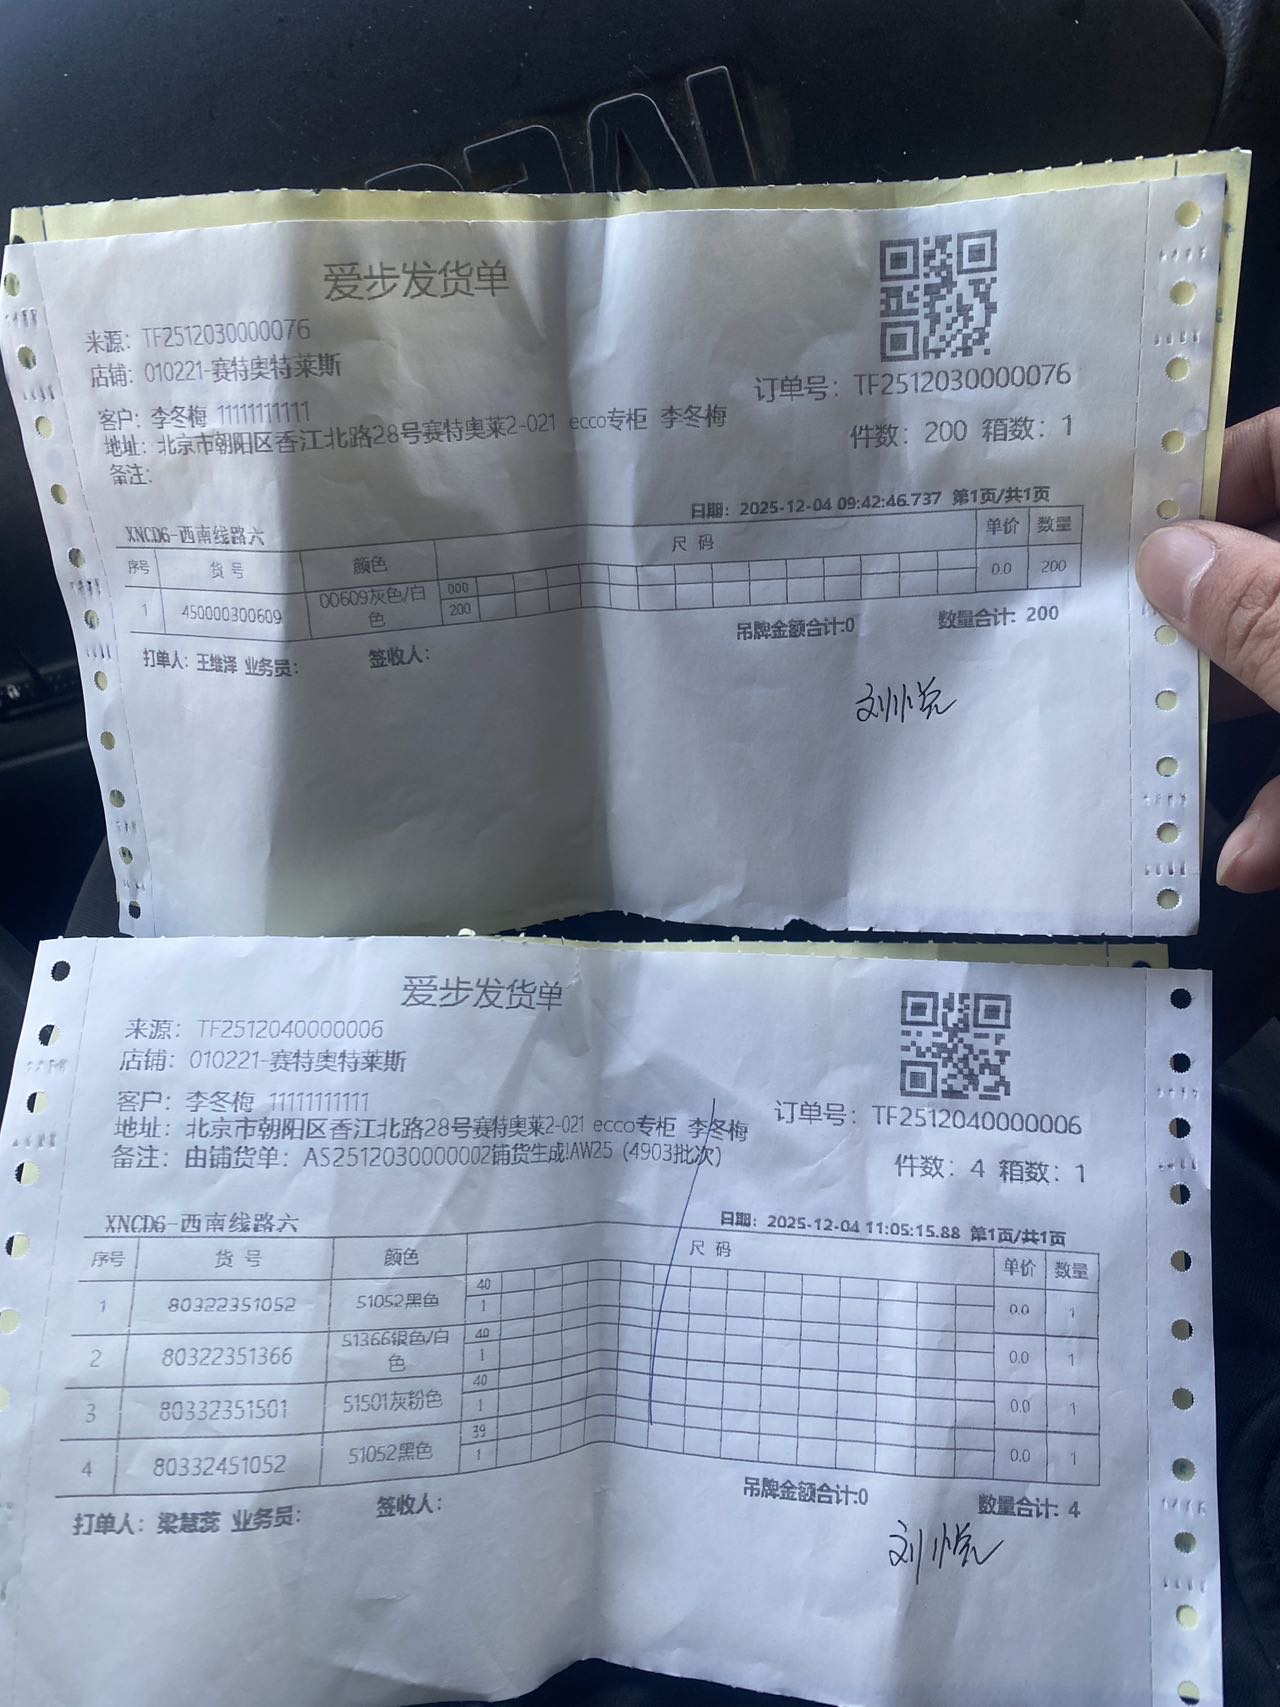 爱步发货单
来源：TF2512030000076
店铺：010221-赛特奥特莱斯
订单号：TF2512030000076
客户：李冬梅 11111111111
地址：北京市朝阳区香江北路28号赛特奥莱2-021 ecco专柜 李冬梅
件数：200 箱数：1
备注：
日期：2025-12-04 09:42:46.737 第1页/共1页
XNCD6-西南线路六
序号 货 号 颜色 尺 码 单价 数量
1 450000300609 00609灰色/白色 000 200 0.0 200
吊牌金额合计:0 数量合计: 200
打单人：王维泽 业务员： 签收人：
爱步发货单
来源：TF2512040000006
店铺：010221-赛特奥特莱斯
客户：李冬梅 11111111111
订单号：TF2512040000006
地址：北京市朝阳区香江北路28号赛特奥莱2-021 ecco专柜 李冬梅
备注：由铺货单：AS2512030000002铺货生成!AW25（4903批次）
件数：4 箱数：1
日期：2025-12-04 11:05:15.88 第1页/共1页
XNCD6-西南线路六
序号 货 号 颜色 尺 码 单价 数量
1 80322351052 51052黑色 40 1 0.0 1
2 80322351366 51366银色/白色 40 1 0.0 1
3 80332351501 51501灰粉色 40 1 0.0 1
4 80332451052 51052黑色 39 1 0.0 1
吊牌金额合计:0 数量合计: 4
打单人：梁慧蕊 业务员： 签收人：